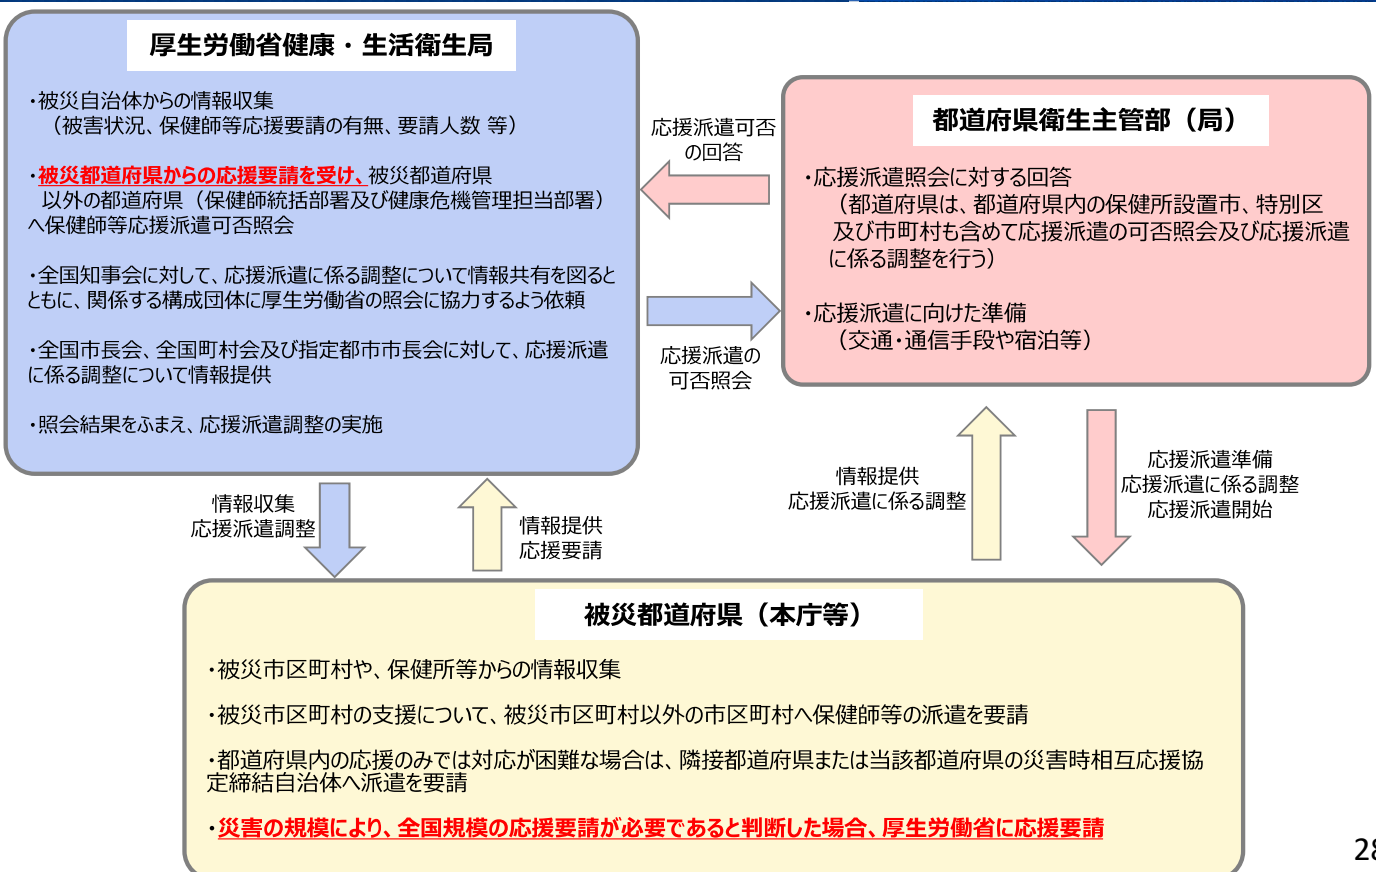 厚生労働省健康・生活衛生局
・被災自治体からの情報収集
（被害状況、保健師等応援要請の有無、要請人数 等）
・被災都道府県からの応援要請を受け、被災都道府県
以外の都道府県（保健師統括部署及び健康危機管理担当部署）
へ保健師等応援派遣可否照会
・全国知事会に対して、応援派遣に係る調整について情報共有を図ると
ともに、関係する構成団体に厚生労働省の照会に協力するよう依頼
・全国市長会、全国町村会及び指定都市市長会に対して、応援派遣
に係る調整について情報提供
・照会結果をふまえ、応援派遣調整の実施
応援派遣可否
の回答
応援派遣の
可否照会
都道府県衛生主管部（局）
・応援派遣照会に対する回答
（都道府県は、都道府県内の保健所設置市、特別区
及び市町村も含めて応援派遣の可否照会及び応援派遣
に係る調整を行う）
・応援派遣に向けた準備
（交通・通信手段や宿泊等）
情報収集
応援派遣調整
情報提供
応援要請
情報提供
応援派遣に係る調整
応援派遣準備
応援派遣に係る調整
応援派遣開始
被災都道府県（本庁等）
・被災市区町村や、保健所等からの情報収集
・被災市区町村の支援について、被災市区町村以外の市区町村へ保健師等の派遣を要請
・都道府県内の応援のみでは対応が困難な場合は、隣接都道府県または当該都道府県の災害時相互応援協
定締結自治体へ派遣を要請
・災害の規模により、全国規模の応援要請が必要であると判断した場合、厚生労働省に応援要請
28